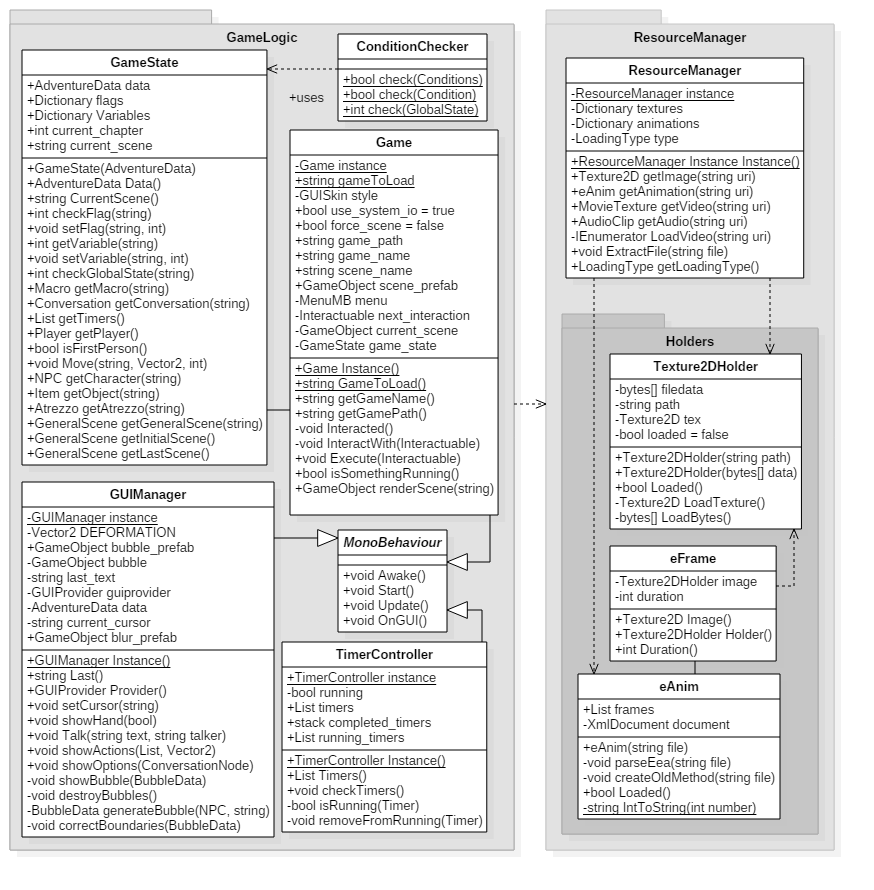 GameLogic
GameState
+AdventureData data
+Dictionary flags
+Dictionary Variables
+int current_chapter
+string current_scene
+GameState(AdventureData)
+AdventureData Data()
+string CurrentScene()
+int checkFlag(string)
+void setFlag(string, int)
+int getVariable(string)
+void setVariable(string, int)
+int checkGlobalState(string)
+Macro getMacro(string)
+Conversation getConversation(string)
+List getTimers()
+Player getPlayer()
+bool isFirstPerson()
+void Move(string, Vector2, int)
+NPC getCharacter(string)
+Item getObject(string)
+Atrezzo getAtrezzo(string)
+GeneralScene getGeneralScene(string)
+GeneralScene getInitialScene()
+GeneralScene getLastScene()
ConditionChecker
+bool check(Conditions)
+bool check(Condition)
+int check(GlobalState)
+uses
Game
-Game instance
+string gameToLoad
-GUISkin style
+bool use_system_io = true
+bool force_scene = false
+string game_path
+string game_name
+string scene_name
+GameObject scene_prefab
-MenuMB menu
-Interactuable next_interaction
-GameObject current_scene
-GameState game_state
+Game Instance()
+string GameToLoad()
+string getGameName()
+string getGamePath()
-void Interacted()
-void InteractWith(Interactuable)
+void Execute(Interactuable)
+bool isSomethingRunning()
+GameObject renderScene(string)
GUIManager
-GUIManager instance
-Vector2 DEFORMATION
+GameObject bubble_prefab
-GameObject bubble
-string last_text
-GUIProvider guiprovider
-AdventureData data
-string current_cursor
+GameObject blur_prefab
+GUIManager Instance()
+string Last()
+GUIProvider Provider()
+void setCursor(string)
+void showHand(bool)
+void Talk(string text, string talker)
+void showActions(List, Vector2)
+void showOptions(ConversationNode)
-void showBubble(BubbleData)
-void destroyBubbles()
-BubbleData generateBubble(NPC, string)
-void correctBoundaries(BubbleData)
MonoBehaviour
+void Awake()
+void Start()
+void Update()
+void OnGUI()
TimerController
+TimerController instance
-bool running
+List timers
+stack completed_timers
+List running_timers
+TimerController Instance()
+List Timers()
+void checkTimers()
-bool isRunning(Timer)
-void removeFromRunning(Timer)
ResourceManager
ResourceManager
-ResourceManager instance
-Dictionary textures
-Dictionary animations
-LoadingType type
+ResourceManager Instance Instance()
+Texture2D getImage(string uri)
+eAnim getAnimation(string uri)
+MovieTexture getVideo(string uri)
+AudioClip getAudio(string uri)
-IEnumerator LoadVideo(string uri)
+void ExtractFile(string file)
+LoadingType getLoadingType()
Holders
Texture2DHolder
-bytes[] filedata
-string path
-Texture2D tex
-bool loaded = false
+Texture2DHolder(string path)
+Texture2DHolder(bytes[] data)
+bool Loaded()
-Texture2D LoadTexture()
-bytes[] LoadBytes()
eFrame
-Texture2DHolder image
-int duration
+Texture2D Image()
+Texture2DHolder Holder()
+int Duration()
eAnim
+List frames
-XmlDocument document
+eAnim(string file)
-void parseEea(string file)
-void createOldMethod(string file)
+bool Loaded()
-string IntToString(int number)